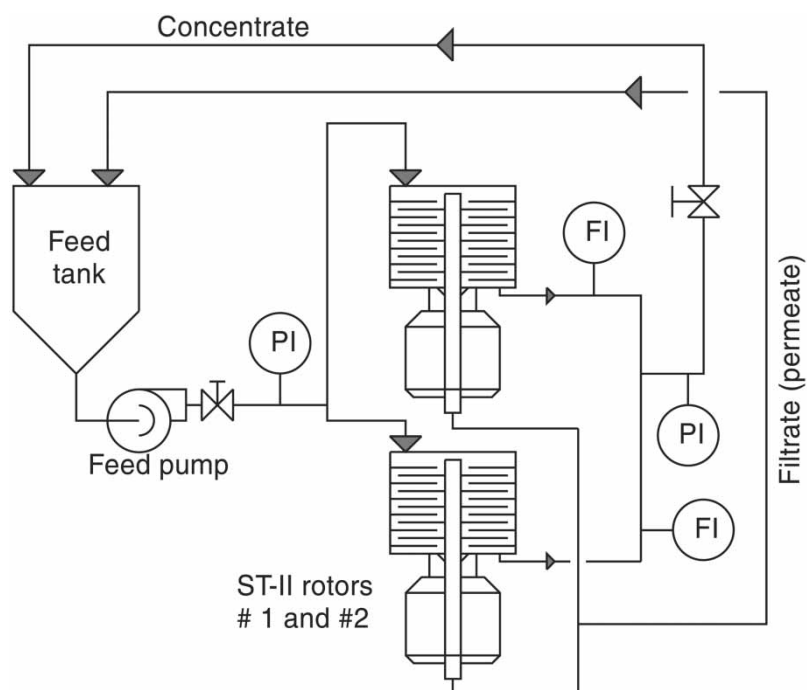 Concentrate
Feed
tank
FI
PI
Filtrate (permeate)
PI
Feed pump
FI
ST-II rotors
# 1 and #2